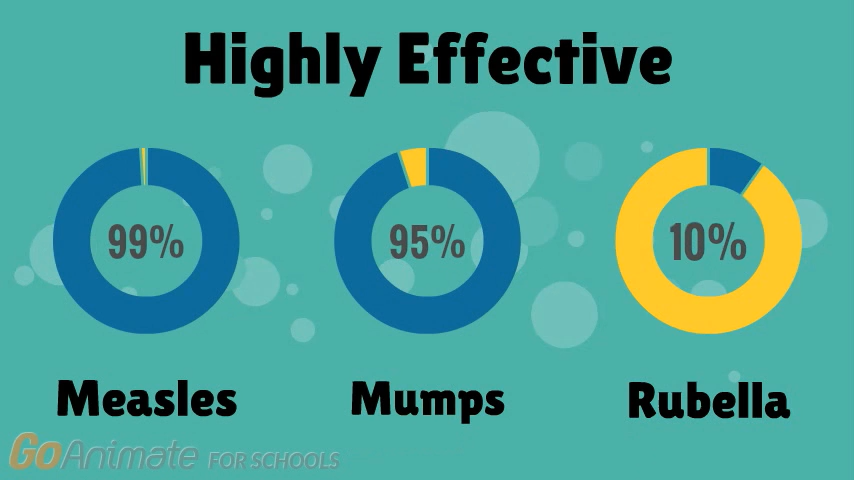 Highly Effective
99% 95% 10%
Measles Mumps Rubella
GoAnimate FOR SCHOOLS